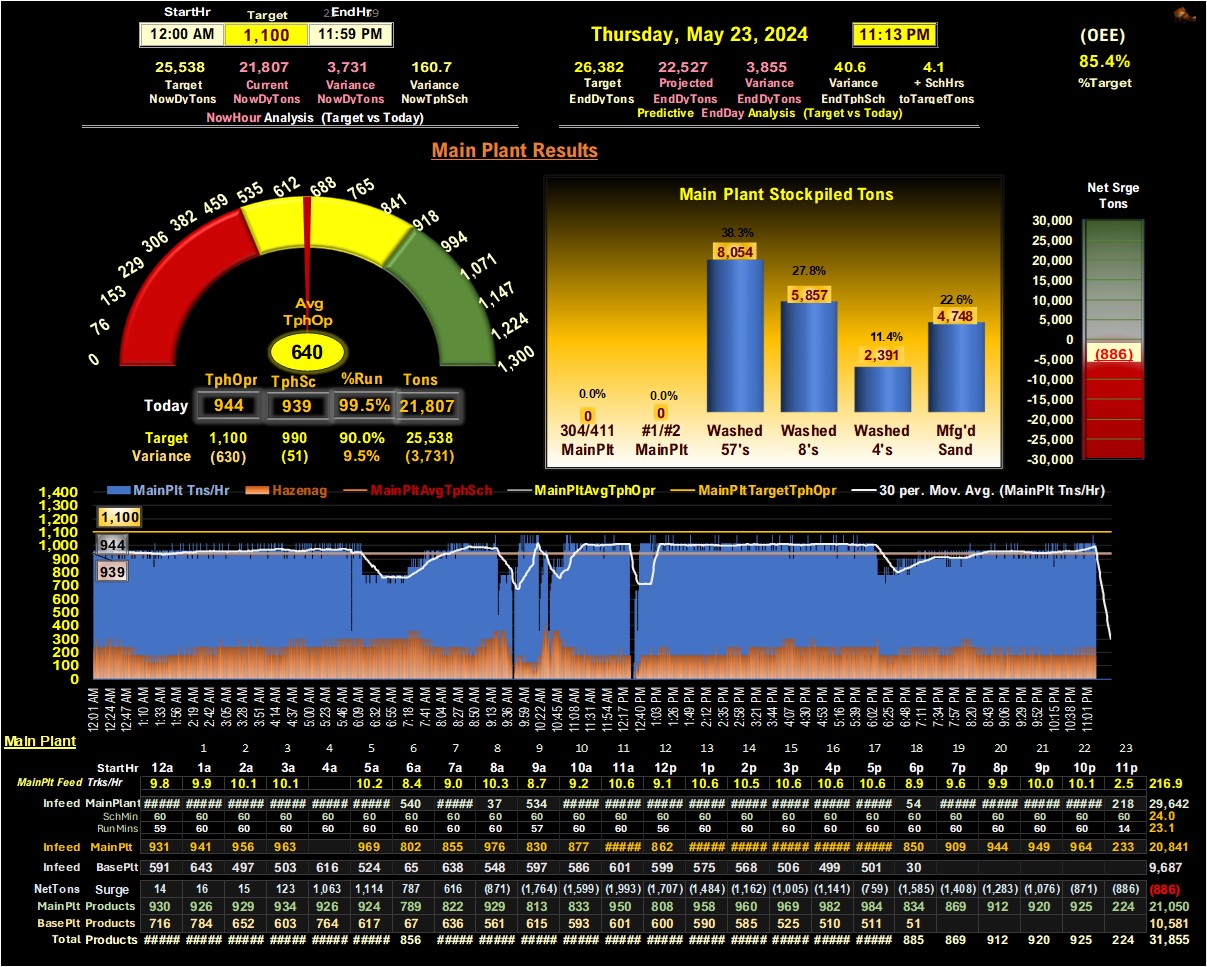 StartHr Target EndHr
12:00 AM 1,100 11:59 PM
Thursday, May 23, 2024 11:13 PM
(OEE)
85.4%
%Target
25,538 21,807 3,731 160.7
Target Current Variance Variance
NowDyTons NowDyTons NowDyTons NowTphSch
NowHour Analysis (Target vs Today)
26,382 22,527 3,855 40.6 4.1
Target Projected Variance Variance + SchHrs
EndDyTons EndDyTons EndDyTons EndTphSch toTargetTons
Predictive EndDay Analysis (Target vs Today)
Main Plant Results
0 76 153 229 306 382 459 535 612 688 765 841 918 994 1,071 1,147 1,224 1,300
Avg
TphOp
640
TphOpr TphSc %Run Tons
Today 944 939 99.5% 21,807
Target 1,100 990 90.0% 25,538
Variance (630) (51) 9.5% (3,731)
Main Plant Stockpiled Tons
38.3%
8,054
27.8%
5,857
22.6%
4,748
11.4%
2,391
0.0% 0.0%
0 0
304/411 #1/#2 Washed Washed Washed Mfg'd
MainPlt MainPlt 57's 8's 4's Sand
Net Srge
Tons
30,000
25,000
20,000
15,000
10,000
5,000
0
-5,000
-10,000
-15,000
-20,000
-25,000
-30,000
(886)
MainPlt Tns/Hr Hazenag MainPltAvgTphSch MainPltAvgTphOpr MainPltTargetTphOpr 30 per. Mov. Avg. (MainPlt Tns/Hr)
1,400
1,300
1,200
1,100
1,000
900
800
700
600
500
400
300
200
100
0
1,100
944
939
12:01 AM 12:24 AM 12:47 AM 1:10 AM 1:33 AM 1:56 AM 2:19 AM 2:42 AM 3:05 AM 3:28 AM 3:51 AM 4:14 AM 4:37 AM 5:00 AM 5:23 AM 5:46 AM 6:09 AM 6:32 AM 6:55 AM 7:18 AM 7:41 AM 8:04 AM 8:27 AM 8:50 AM 9:13 AM 9:36 AM 9:59 AM 10:22 AM 10:45 AM 11:08 AM 11:31 AM 11:54 AM 12:17 PM 12:40 PM 1:03 PM 1:26 PM 1:49 PM 2:12 PM 2:35 PM 2:58 PM 3:21 PM 3:44 PM 4:07 PM 4:30 PM 4:53 PM 5:16 PM 5:39 PM 6:02 PM 6:25 PM 6:48 PM 7:11 PM 7:34 PM 7:57 PM 8:20 PM 8:43 PM 9:06 PM 9:29 PM 9:52 PM 10:15 PM 10:38 PM 11:01 PM
Main Plant
1 2 3 4 5 6 7 8 9 10 11 12 13 14 15 16 17 18 19 20 21 22 23
StartHr 12a 1a 2a 3a 4a 5a 6a 7a 8a 9a 10a 11a 12p 1p 2p 3p 4p 5p 6p 7p 8p 9p 10p 11p
MainPlt Feed Trks/Hr 9.8 9.9 10.1 10.1 10.2 8.4 9.0 10.3 8.7 9.2 10.6 9.1 10.6 10.5 10.6 10.6 10.6 8.9 9.6 9.9 10.0 10.1 2.5 216.9
Infeed MainPlant ##### ##### ##### ##### ##### ##### 540 ##### 37 534 ##### ##### ##### ##### ##### ##### ##### ##### 54 ##### ##### ##### ##### 218 29,642
SchMin 60 60 60 60 60 60 60 60 60 60 60 60 60 60 60 60 60 60 60 60 60 60 60 60 24.0
RunMins 59 60 60 60 60 60 60 60 60 57 60 60 56 60 60 60 60 60 60 60 60 60 60 14 23.1
Infeed MainPlt 931 941 956 963 969 802 855 976 830 877 ##### 862 ##### ##### ##### ##### ##### 850 909 944 949 964 233 20,841
Infeed BasePlt 591 643 497 503 616 524 65 638 548 597 586 601 599 575 568 506 499 501 30 9,687
NetTons Surge 14 16 15 123 1,063 1,114 787 616 (871) (1,764) (1,599) (1,993) (1,707) (1,484) (1,162) (1,005) (1,141) (759) (1,585) (1,408) (1,283) (1,076) (871) (886) (886)
MainPlt Products 930 926 929 934 926 924 789 822 929 813 833 950 808 958 960 969 982 984 834 869 912 920 925 224 21,050
BasePlt Products 716 784 652 603 764 617 67 636 561 615 593 601 600 590 585 525 510 511 51 10,581
Total Products ##### ##### ##### ##### ##### ##### 856 ##### ##### ##### ##### ##### ##### ##### ##### ##### ##### ##### 885 869 912 920 925 224 31,855